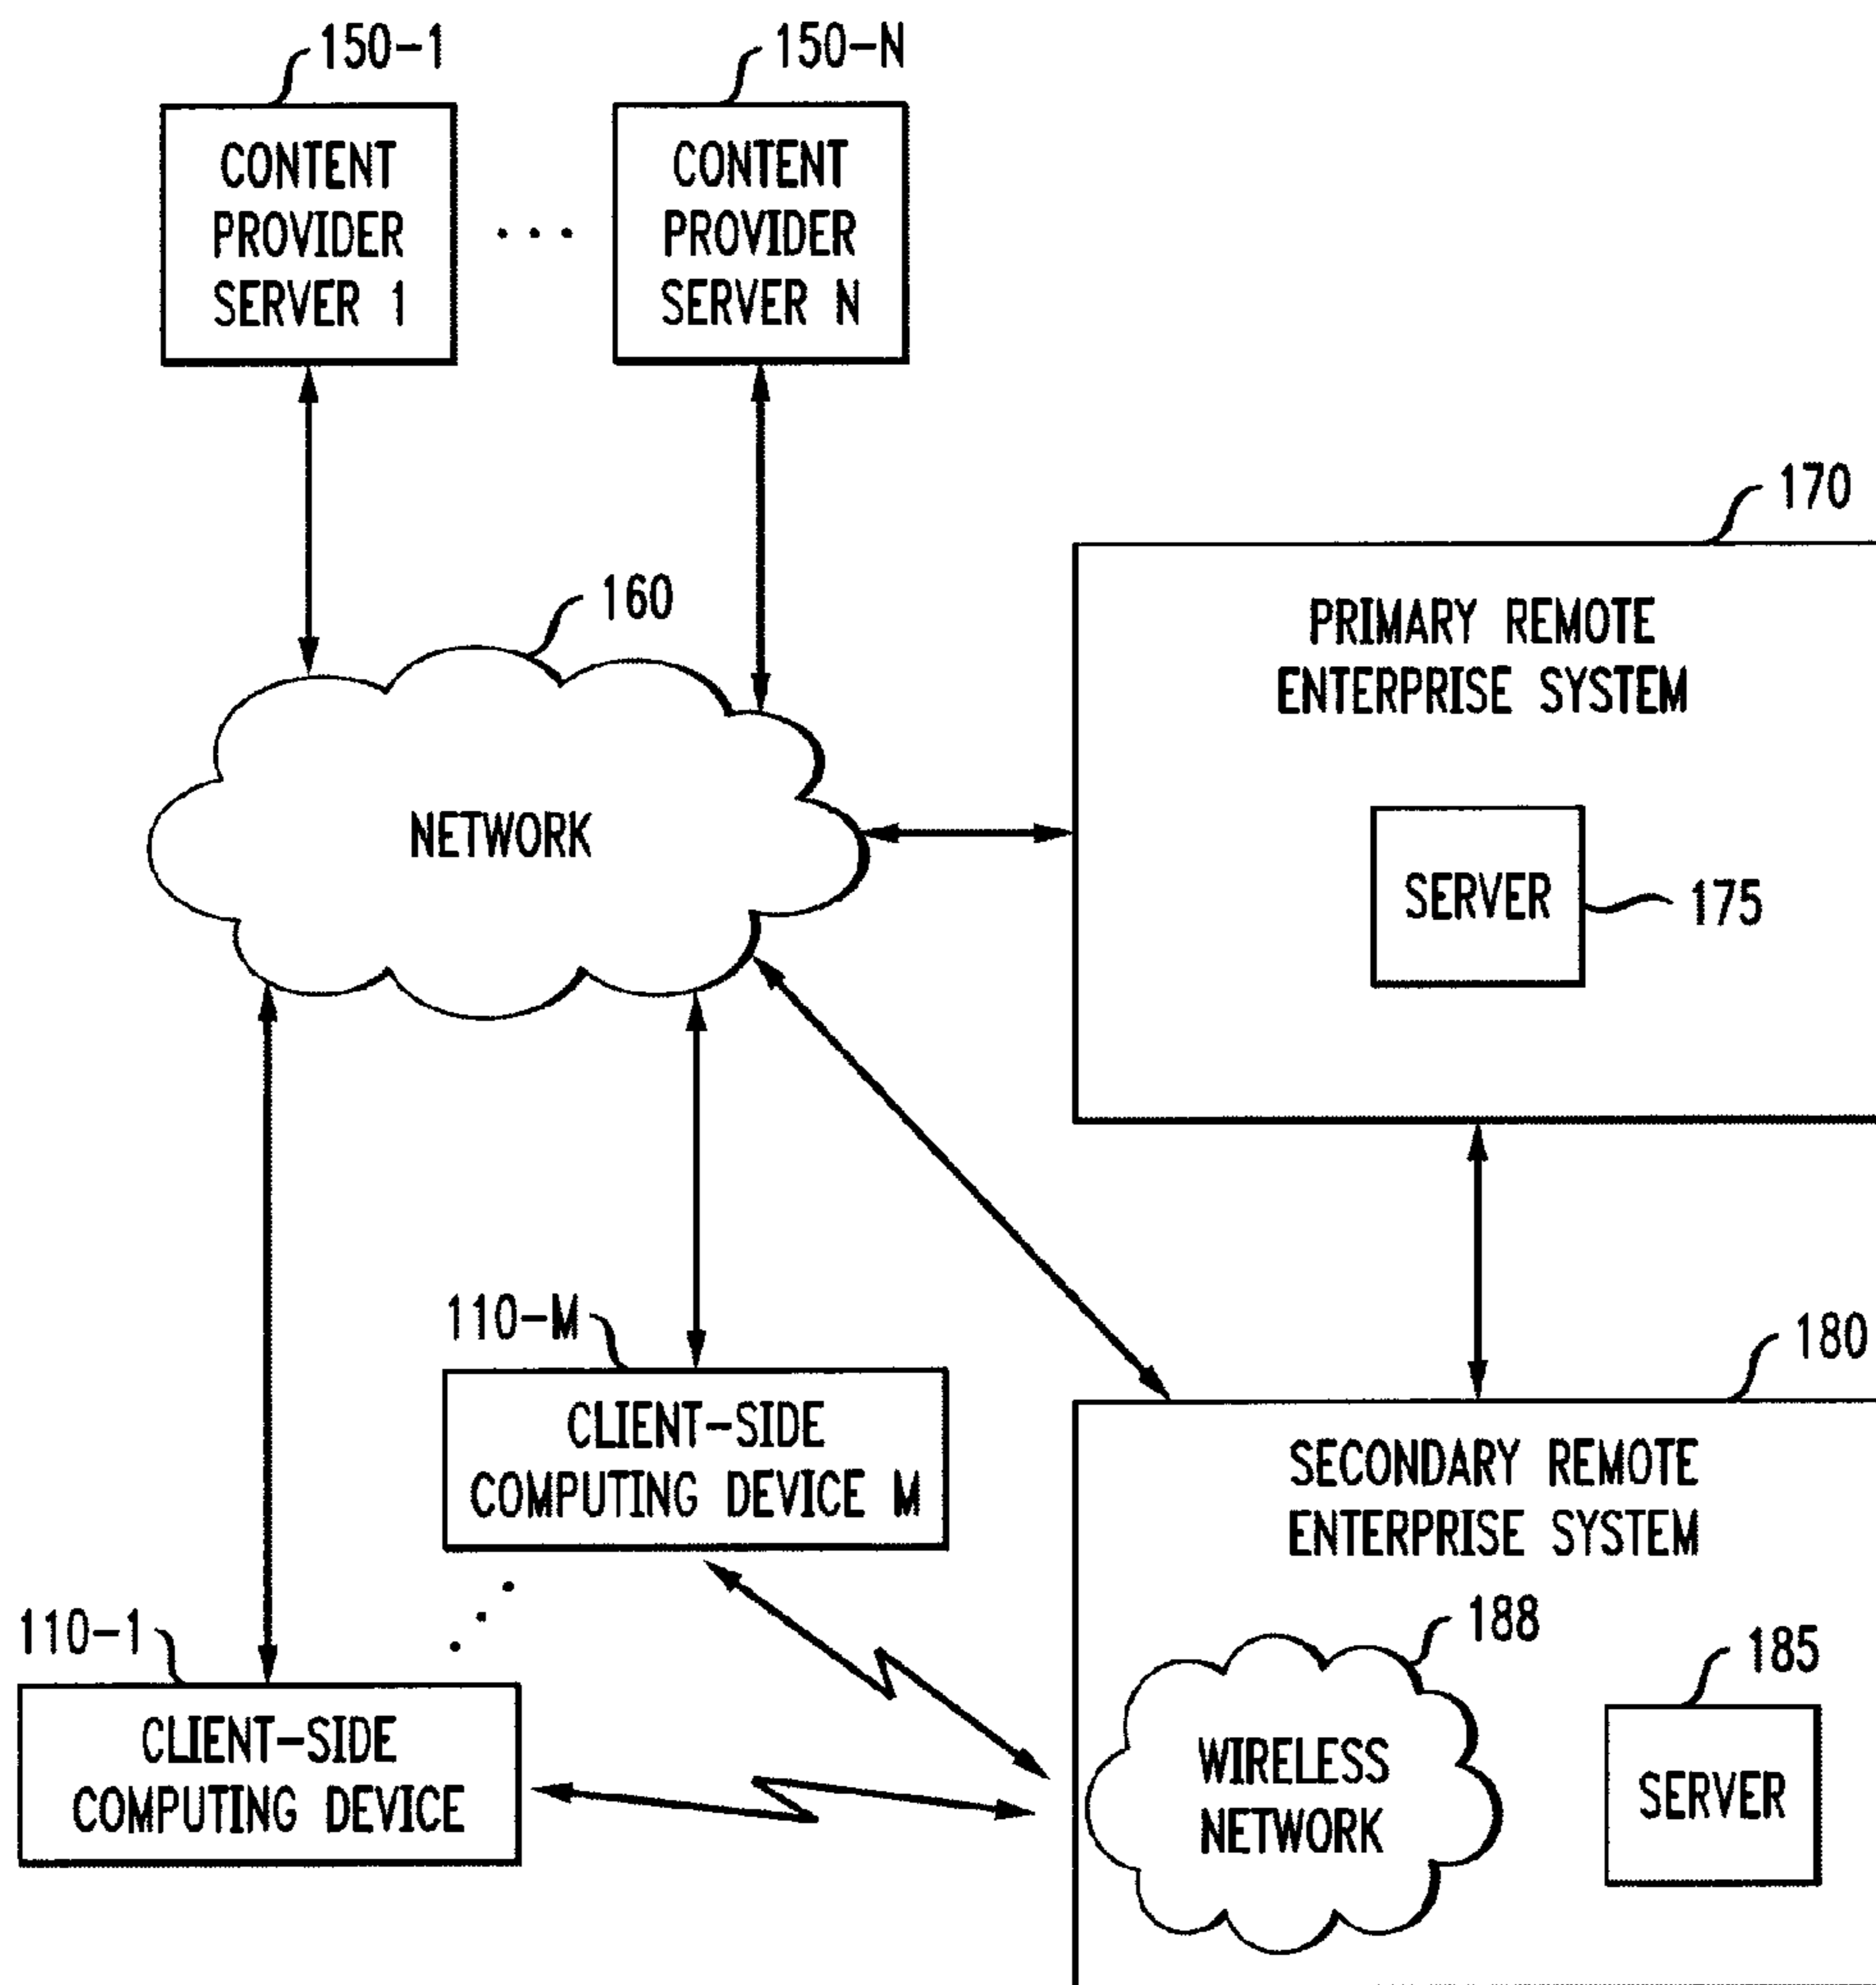 150-1
150-N
CONTENT
PROVIDER
SERVER 1
. . .
CONTENT
PROVIDER
SERVER N
170
160
PRIMARY REMOTE
ENTERPRISE SYSTEM
NETWORK
SERVER
175
110-M
180
CLIENT-SIDE
COMPUTING DEVICE M
SECONDARY REMOTE
ENTERPRISE SYSTEM
110-1
188
185
CLIENT-SIDE
COMPUTING DEVICE
WIRELESS
NETWORK
SERVER